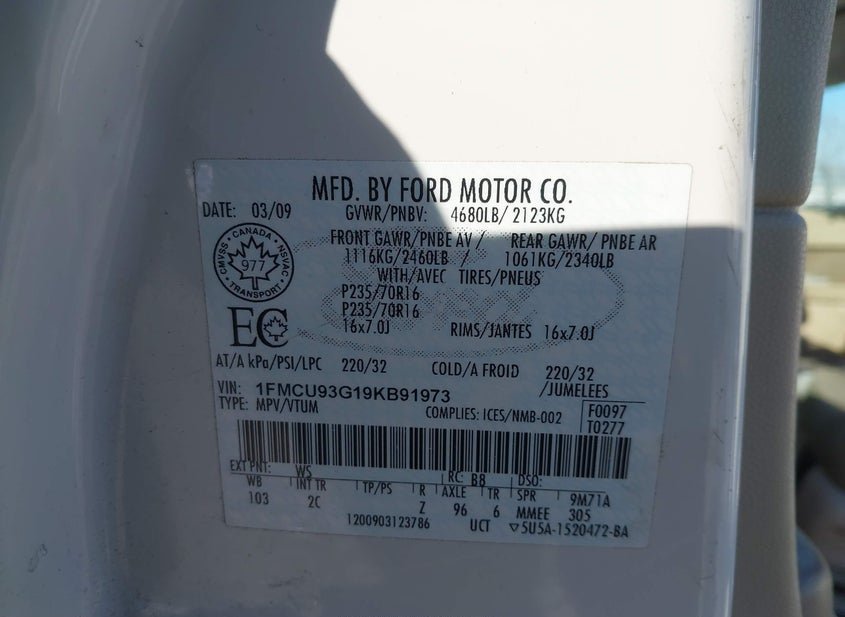 MFD. BY FORD MOTOR CO.
DATE: 03/09 GVWR/PNBV: 4680LB/ 2123KG
FRONT GAWR/PNBE AV / REAR GAWR/ PNBE AR
1116KG/2460LB 1061KG/2340LB
WITH/AVEC TIRES/PNEUS
P235/70R16
P235/70R16
16x7.0J RIMS/JANTES 16x7.0J
CMVSS • CANADA • NSVAC
977
TRANSPORT
EC
AT/A kPa/PSI/LPC 220/32 COLD/A FROID 220/32
/JUMELEES
VIN: 1FMCU93G19KB91973
TYPE: MPV/VTUM COMPLIES: ICES/NMB-002 F0097
T0277
EXT PNT: WS RC: B8 DSO:
WB INT TR TP/PS R AXLE TR SPR 9M71A
103 2C Z 96 6 MMEE 305
1200903123786 UCT ▽5U5A-1520472-BA